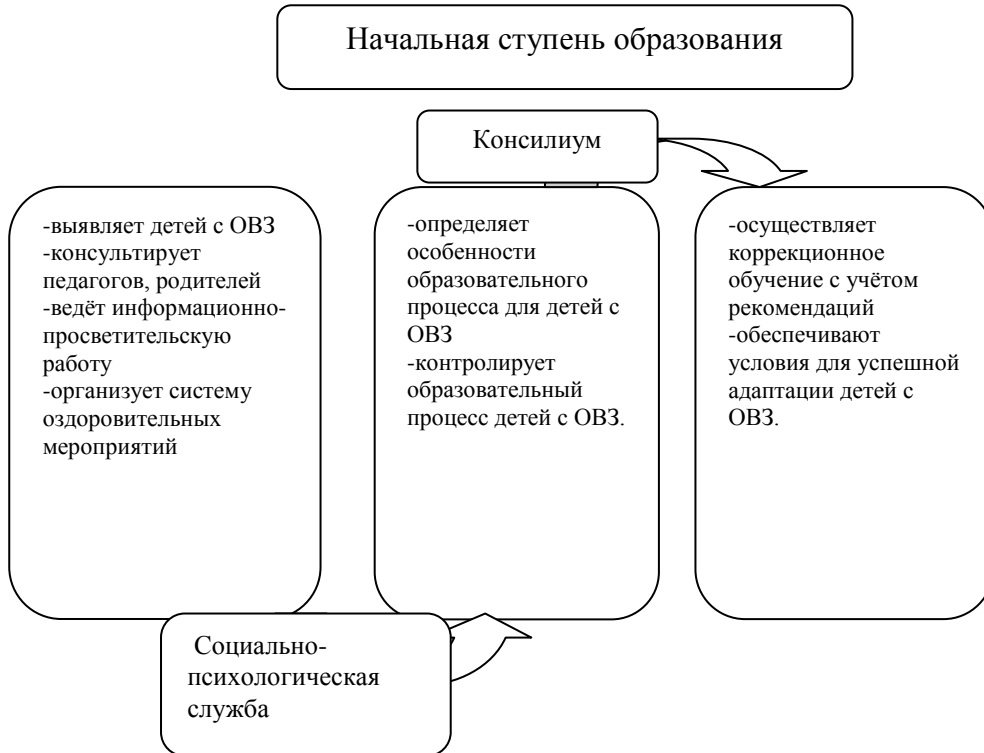 Начальная ступень образования
Консилиум
-выявляет детей с ОВЗ
-консультирует
педагогов, родителей
-ведёт информационно-
просветительскую
работу
-организует систему
оздоровительных
мероприятий
-определяет
особенности
образовательного
процесса для детей с
ОВЗ
-контролирует
образовательный
процесс детей с ОВЗ.
-осуществляет
коррекционное
обучение с учётом
рекомендаций
-обеспечивают
условия для успешной
адаптации детей с
ОВЗ.
Социально-
психологическая
служба